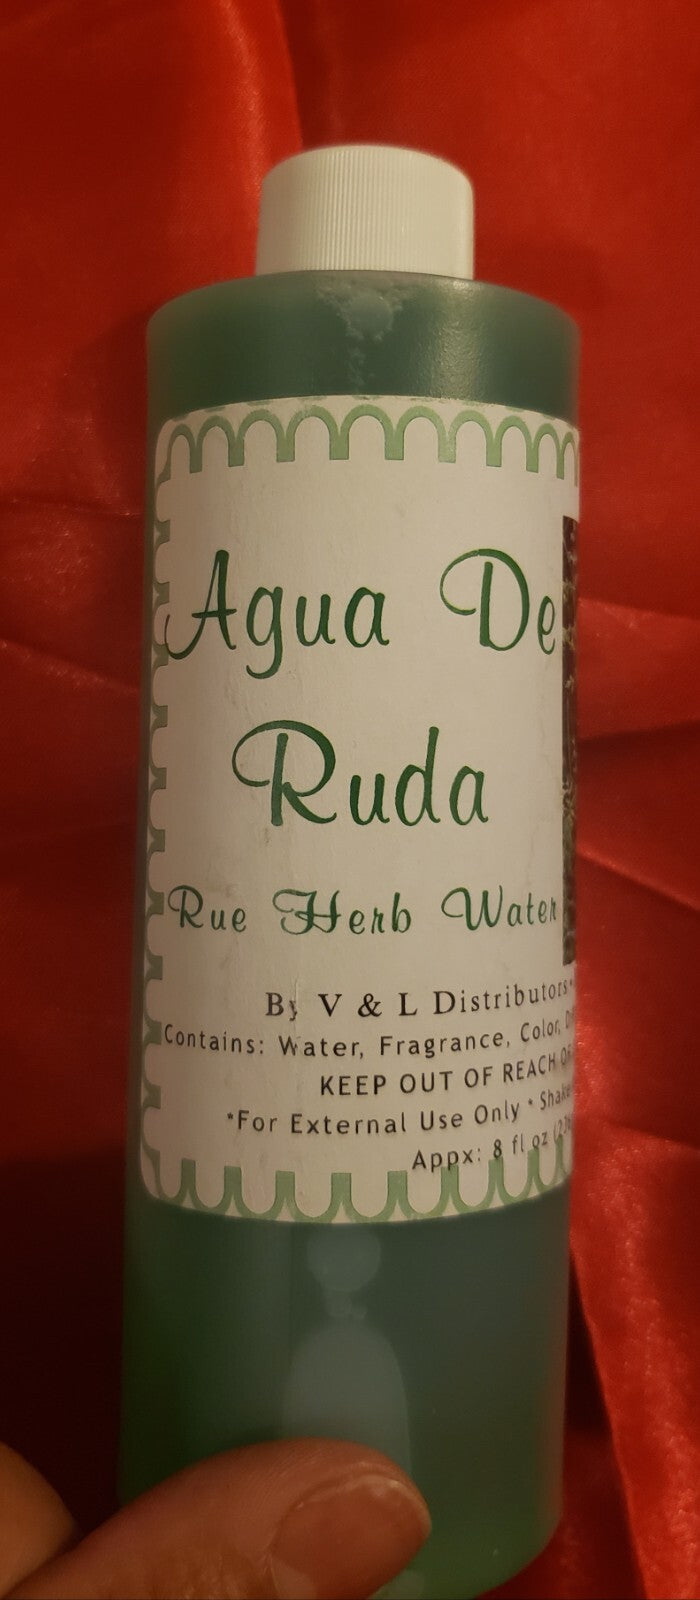 Agua De
Ruda
Rue Herb Water
By V & L Distributors
Contains: Water, Fragrance, Color,
KEEP OUT OF REACH
*For External Use Only * Shake
Appx: 8 fl oz